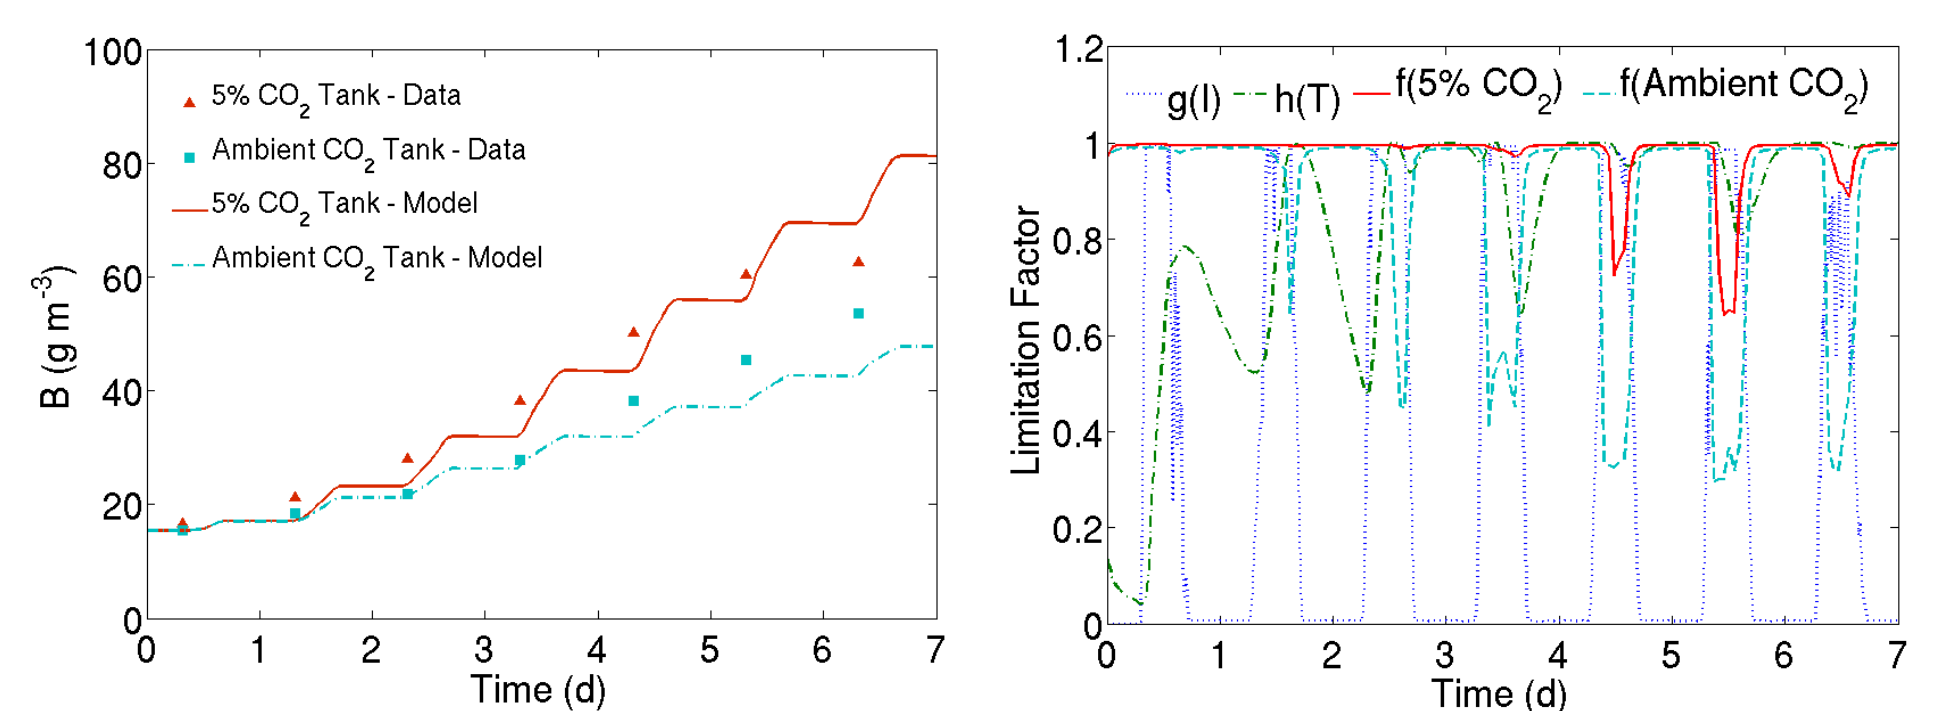 100
80
60
40
20
0
B (g m-3)
5% CO2 Tank - Data
Ambient CO2 Tank - Data
5% CO2 Tank - Model
Ambient CO2 Tank - Model
0 1 2 3 4 5 6 7
Time (d)
1.2
1
0.8
0.6
0.4
0.2
0
Limitation Factor
g(I) h(T) f(5% CO2) f(Ambient CO2)
0 1 2 3 4 5 6 7
Time (d)